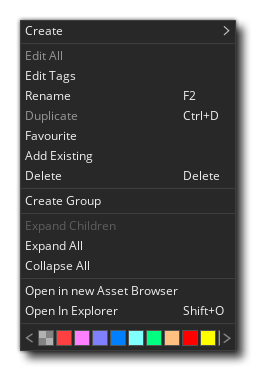 Create
Edit All
Edit Tags
Rename F2
Duplicate Ctrl+D
Favourite
Add Existing
Delete Delete
Create Group
Expand Children
Expand All
Collapse All
Open in new Asset Browser
Open In Explorer Shift+O